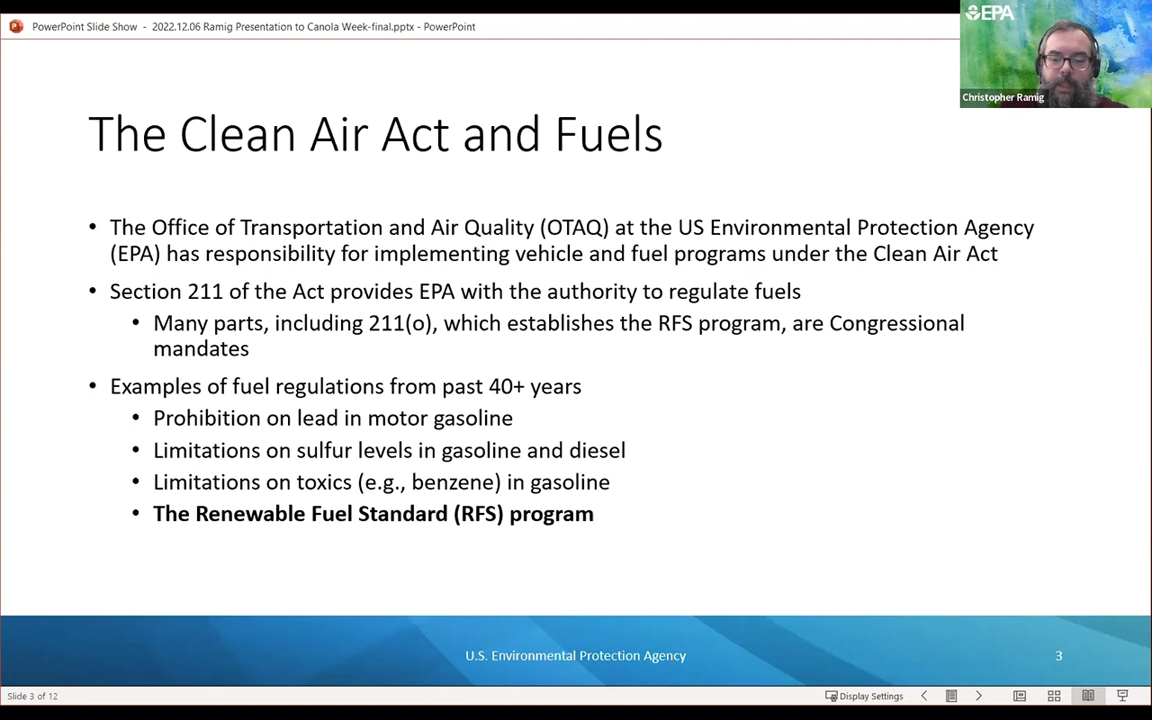 PowerPoint Slide Show - 2022.12.06 Ramig Presentation to Canola Week-final.pptx - PowerPoint
EPA
Christopher Ramig
The Clean Air Act and Fuels
• The Office of Transportation and Air Quality (OTAQ) at the US Environmental Protection Agency
(EPA) has responsibility for implementing vehicle and fuel programs under the Clean Air Act
• Section 211 of the Act provides EPA with the authority to regulate fuels
• Many parts, including 211(o), which establishes the RFS program, are Congressional
mandates
• Examples of fuel regulations from past 40+ years
• Prohibition on lead in motor gasoline
• Limitations on sulfur levels in gasoline and diesel
• Limitations on toxics (e.g., benzene) in gasoline
• The Renewable Fuel Standard (RFS) program
U.S. Environmental Protection Agency
3
Slide 3 of 12
Display Settings